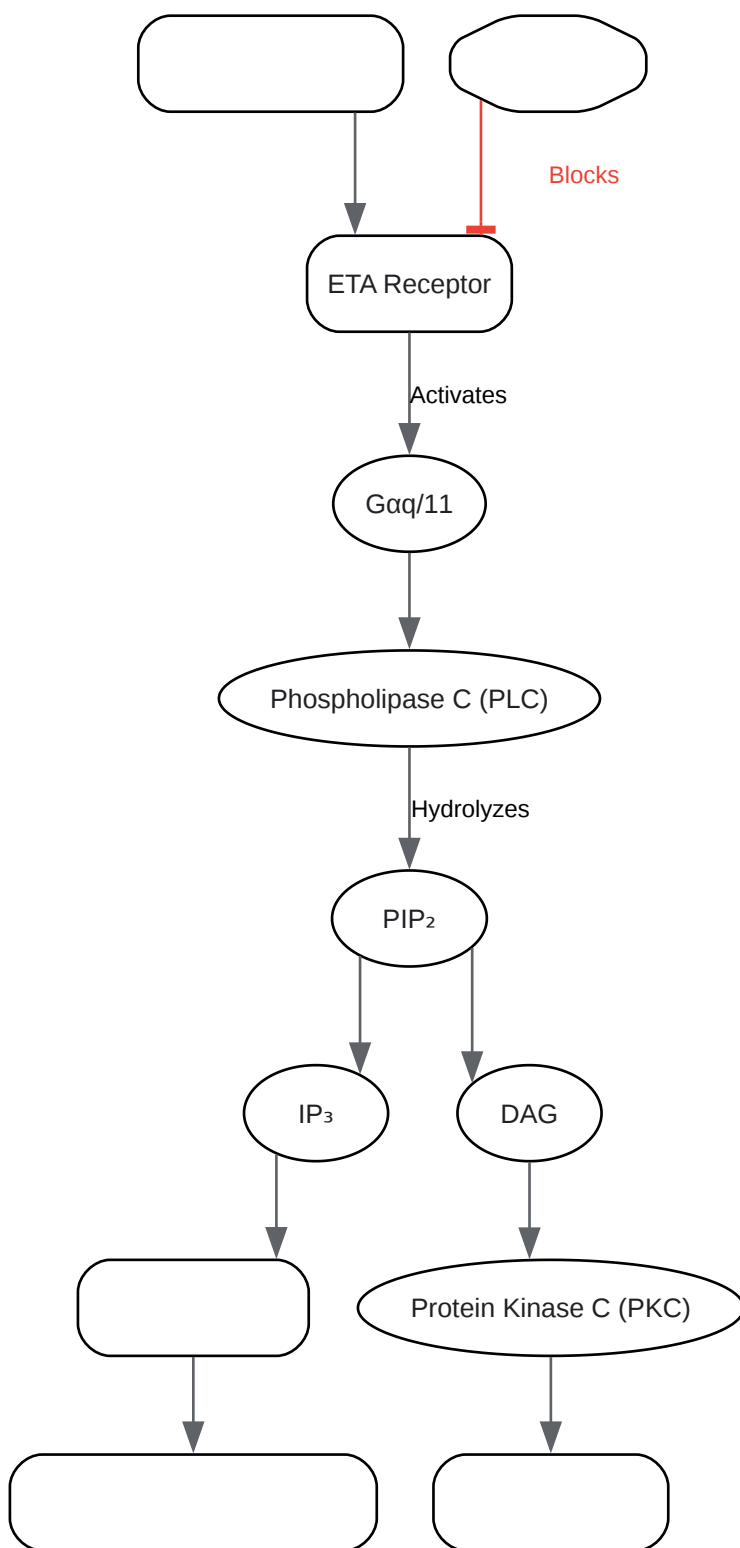 Blocks
ETA Receptor
Activates
Gαq/11
Phospholipase C (PLC)
Hydrolyzes
PIP₂
IP₃
DAG
Protein Kinase C (PKC)